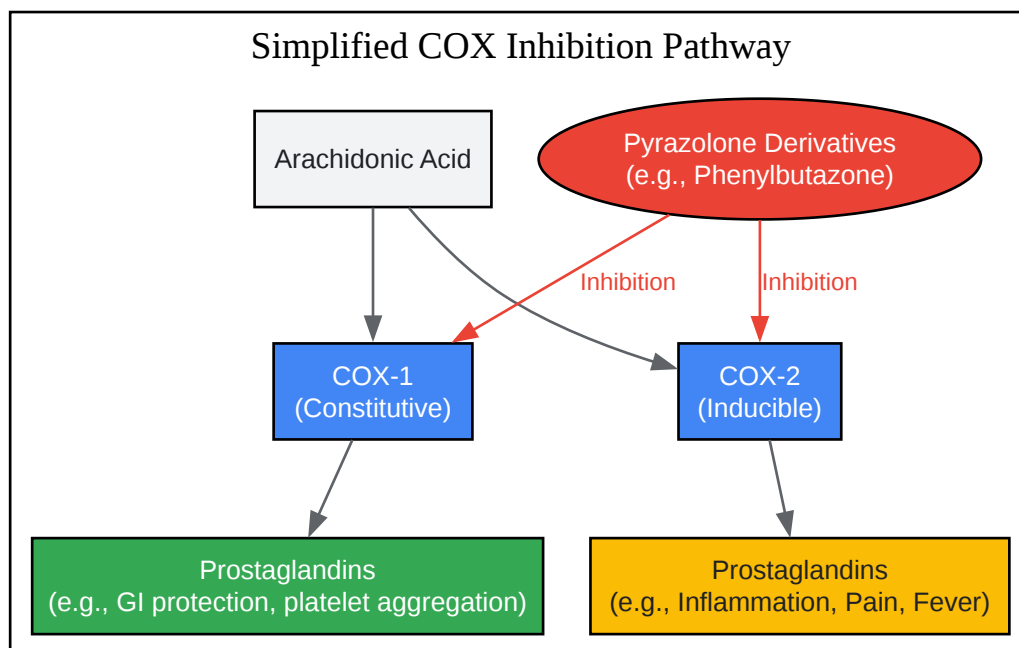 Simplified COX Inhibition Pathway
Arachidonic Acid
Pyrazolone Derivatives
(e.g., Phenylbutazone)
Inhibition
Inhibition
COX-1
(Constitutive)
COX-2
(Inducible)
Prostaglandins
(e.g., GI protection, platelet aggregation)
Prostaglandins
(e.g., Inflammation, Pain, Fever)